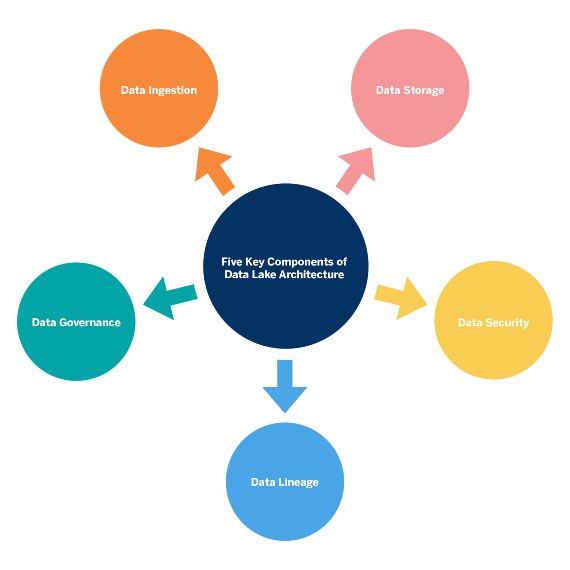 Data Ingestion
Data Storage
Five Key Components of
Data Lake Architecture
Data Governance
Data Security
Data Lineage